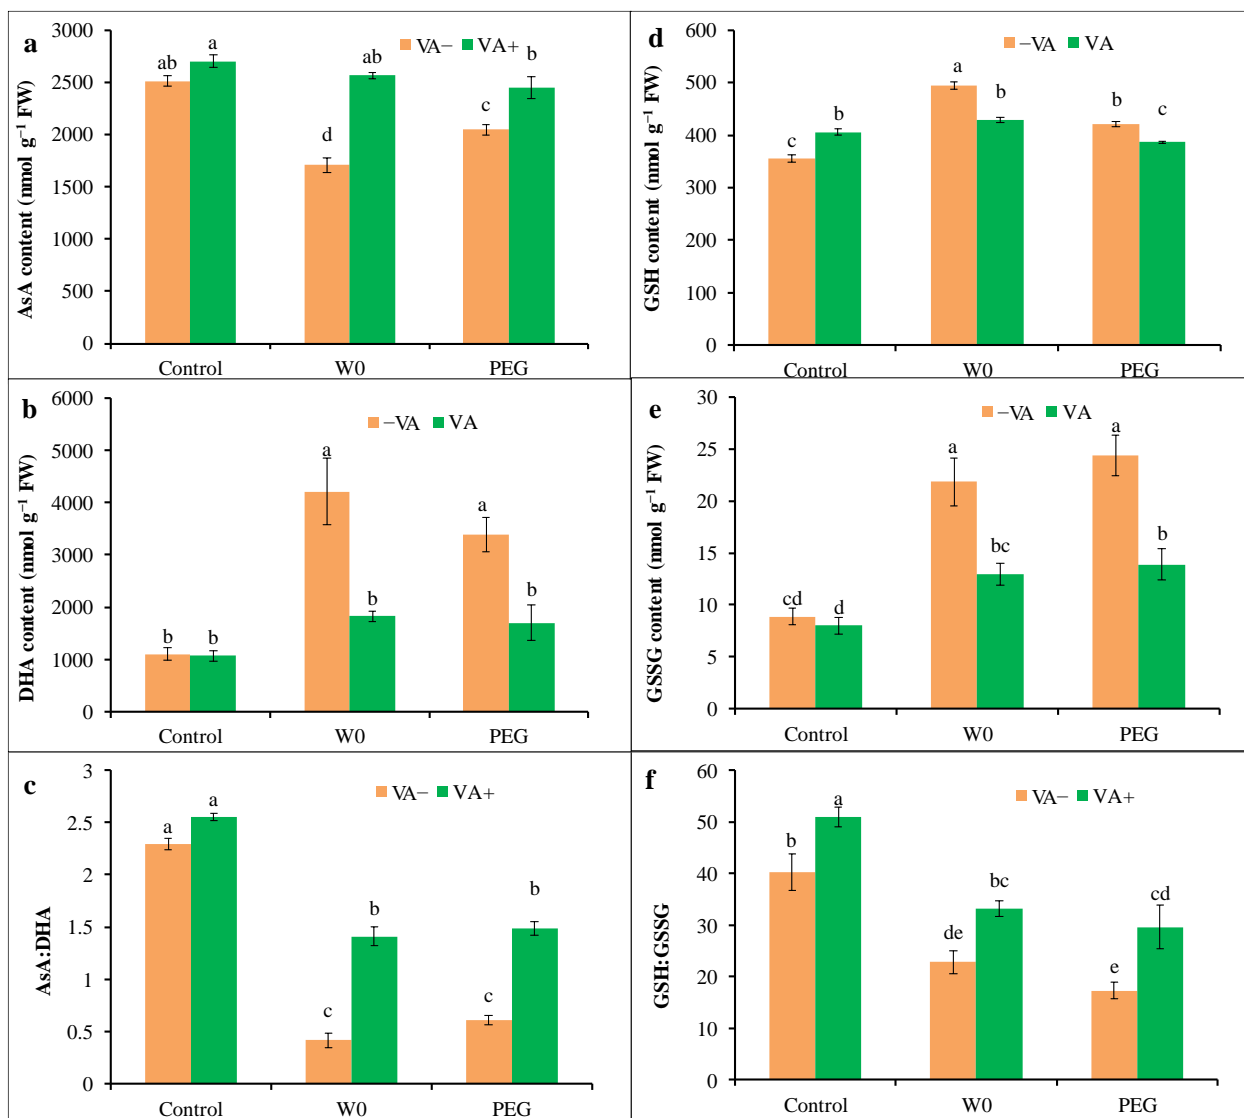 a
AsA content (nmol g⁻¹ FW)
VA− VA+
3000
2500
2000
1500
1000
500
0
ab
a
d
ab
c
b
Control W0 PEG
d
GSH content (nmol g⁻¹ FW)
−VA VA
600
500
400
300
200
100
0
c
b
a
b
b
c
Control W0 PEG
b
DHA content (nmol g⁻¹ FW)
−VA VA
6000
5000
4000
3000
2000
1000
0
b
b
a
b
a
b
Control W0 PEG
e
GSSG content (nmol g⁻¹ FW)
−VA VA
30
25
20
15
10
5
0
cd
d
a
bc
a
b
Control W0 PEG
c
AsA:DHA
VA− VA+
3
2.5
2
1.5
1
0.5
0
a
a
c
b
c
b
Control W0 PEG
f
GSH:GSSG
VA− VA+
60
50
40
30
20
10
0
b
a
de
bc
e
cd
Control W0 PEG